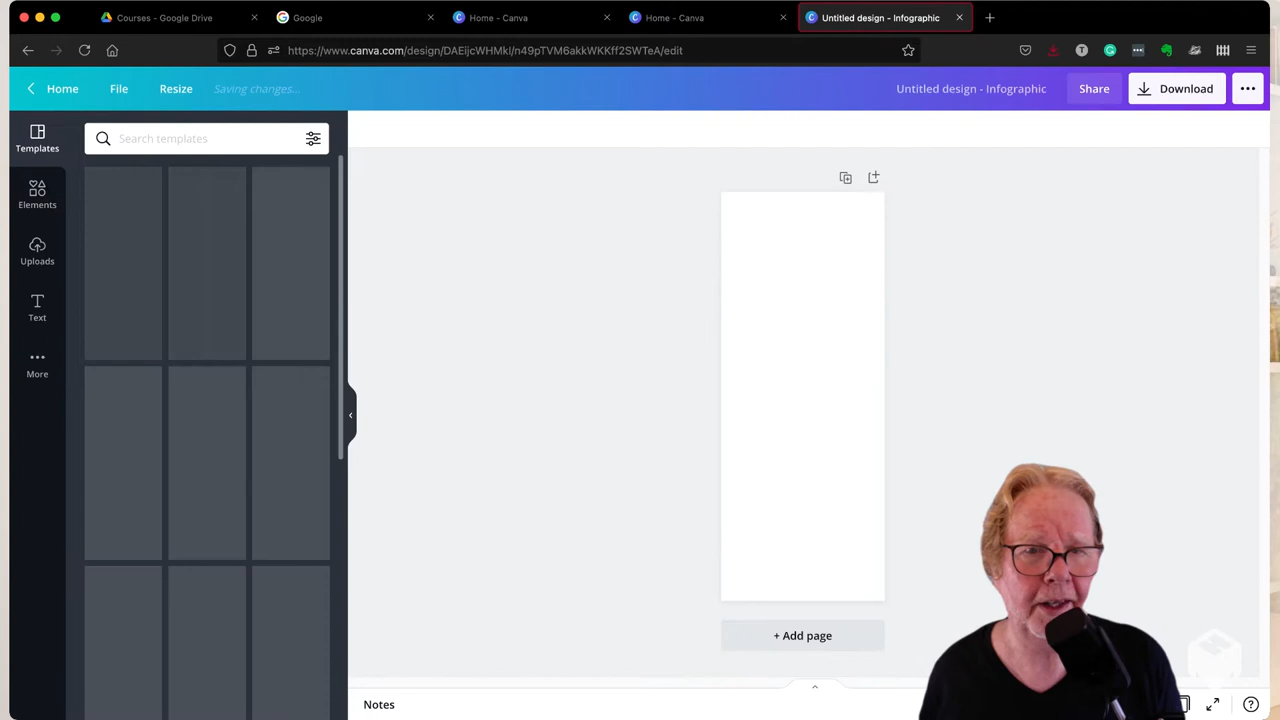 Courses - Google Drive
Google
Home - Canva
Home - Canva
Untitled design - Infographic
https://www.canva.com/design/DAEijcWHMkI/n49pTVM6akkWKKff2SWTeA/edit
Home
File
Resize
Saving changes...
Untitled design - Infographic
Share
Download
Templates
Search templates
Elements
Uploads
Text
More
+ Add page
Notes